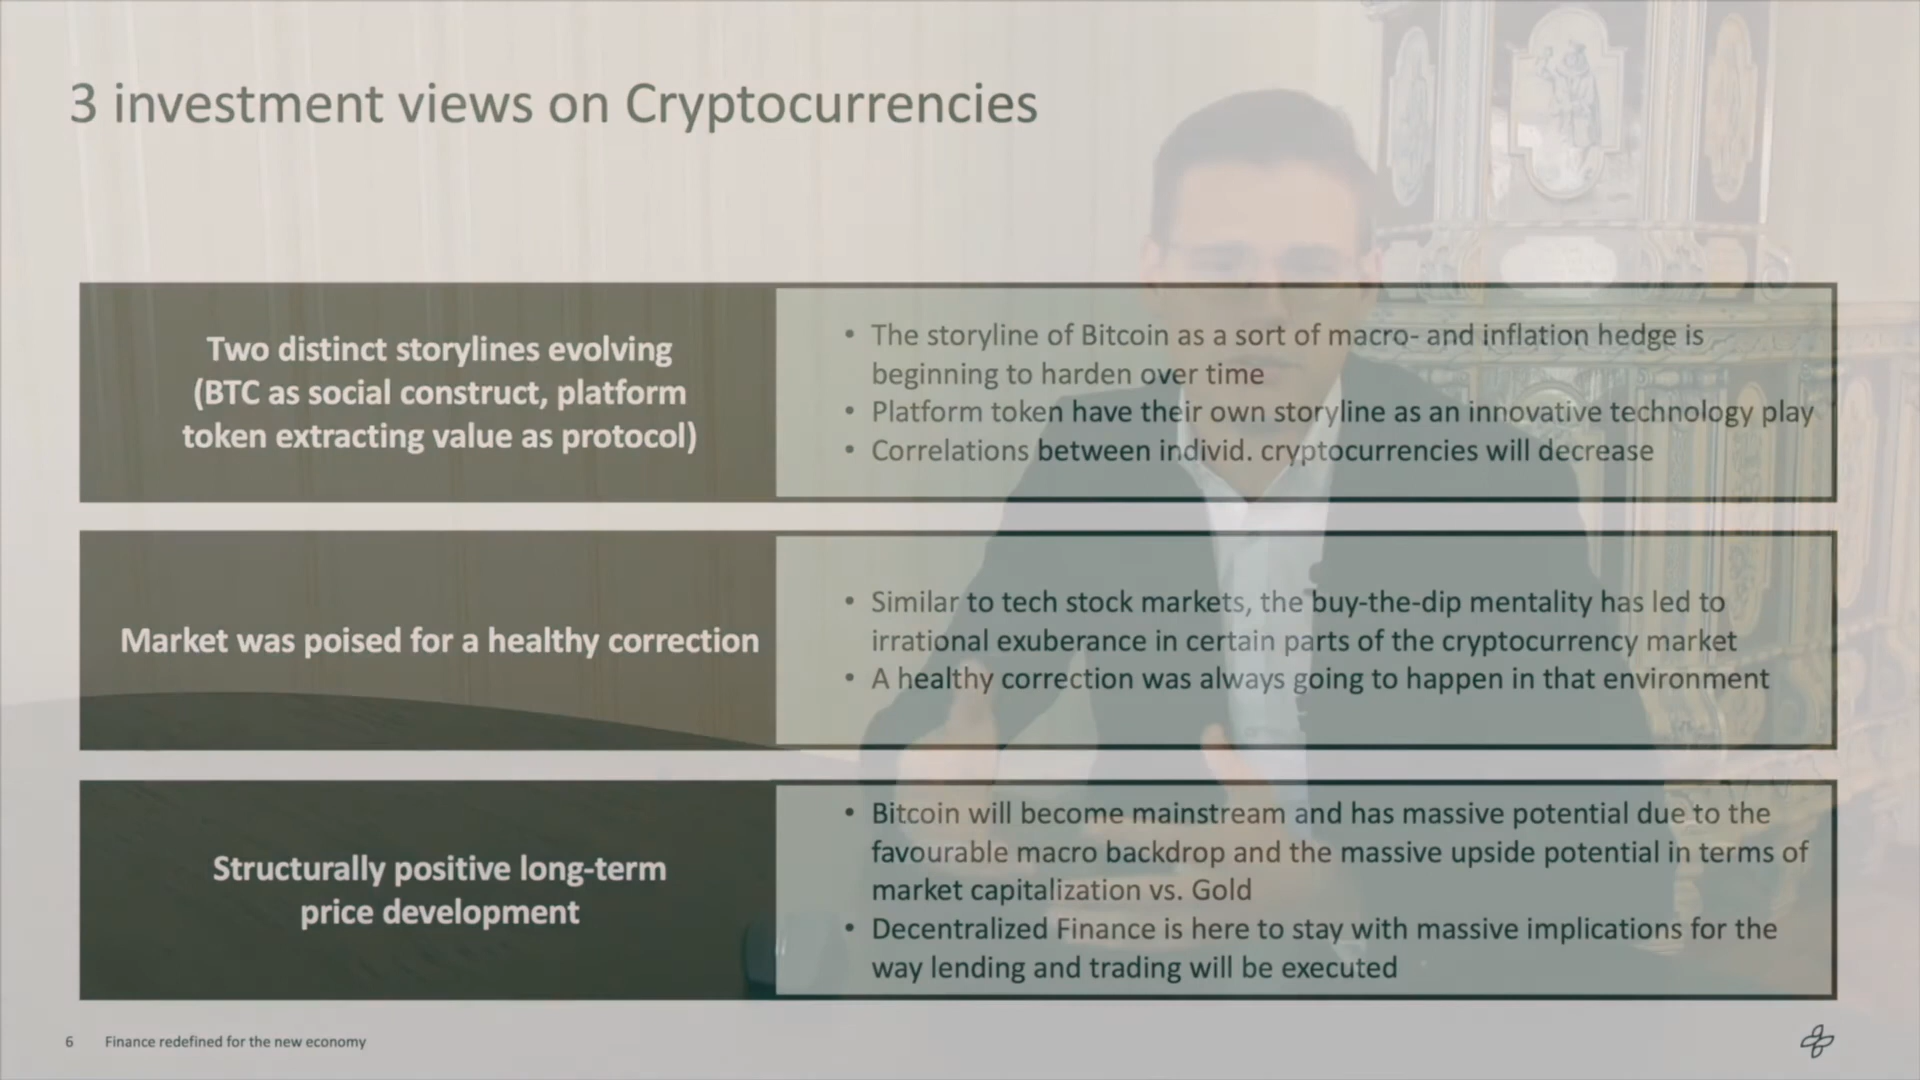 3 investment views on Cryptocurrencies
Two distinct storylines evolving
(BTC as social construct, platform
token extracting value as protocol)
• The storyline of Bitcoin as a sort of macro- and inflation hedge is
beginning to harden over time
• Platform token have their own storyline as an innovative technology play
• Correlations between individ. cryptocurrencies will decrease
Market was poised for a healthy correction
• Similar to tech stock markets, the buy-the-dip mentality has led to
irrational exuberance in certain parts of the cryptocurrency market
• A healthy correction was always going to happen in that environment
Structurally positive long-term
price development
• Bitcoin will become mainstream and has massive potential due to the
favourable macro backdrop and the massive upside potential in terms of
market capitalization vs. Gold
• Decentralized Finance is here to stay with massive implications for the
way lending and trading will be executed
6 Finance redefined for the new economy